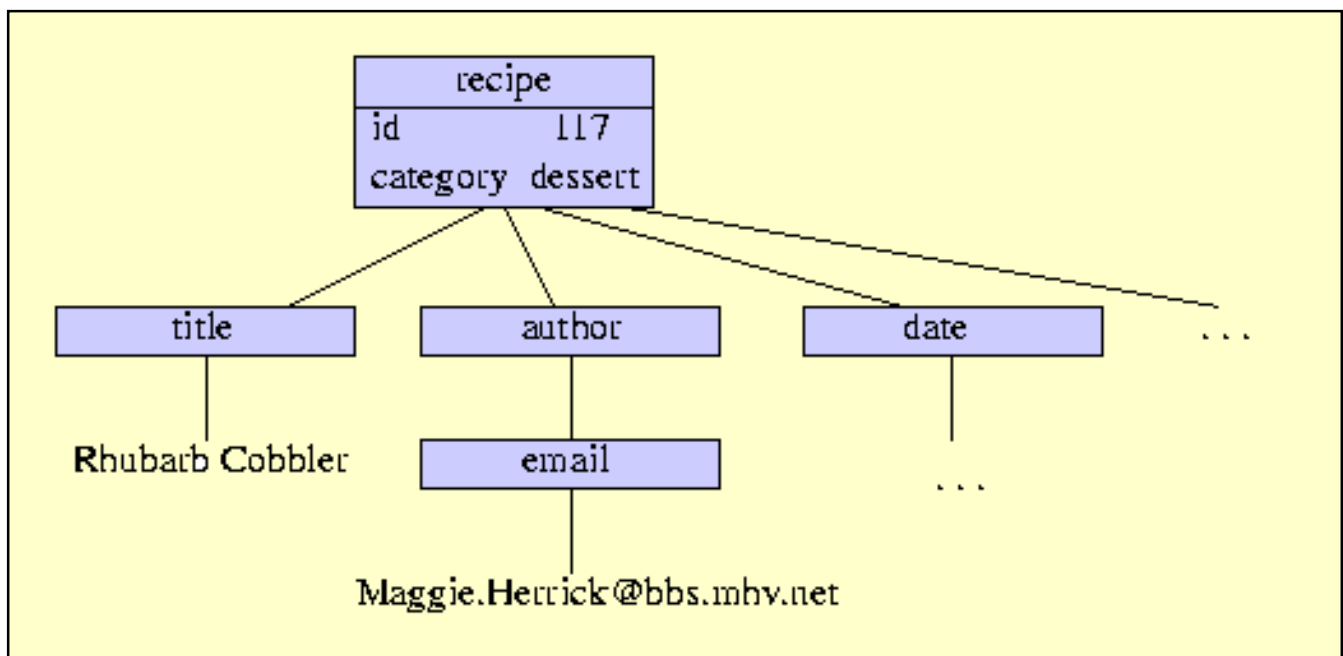 recipe
id 117
category dessert
title author date . . .
Rhubarb Cobbler email . . .
Maggie.Herrick@bbs.mhv.net